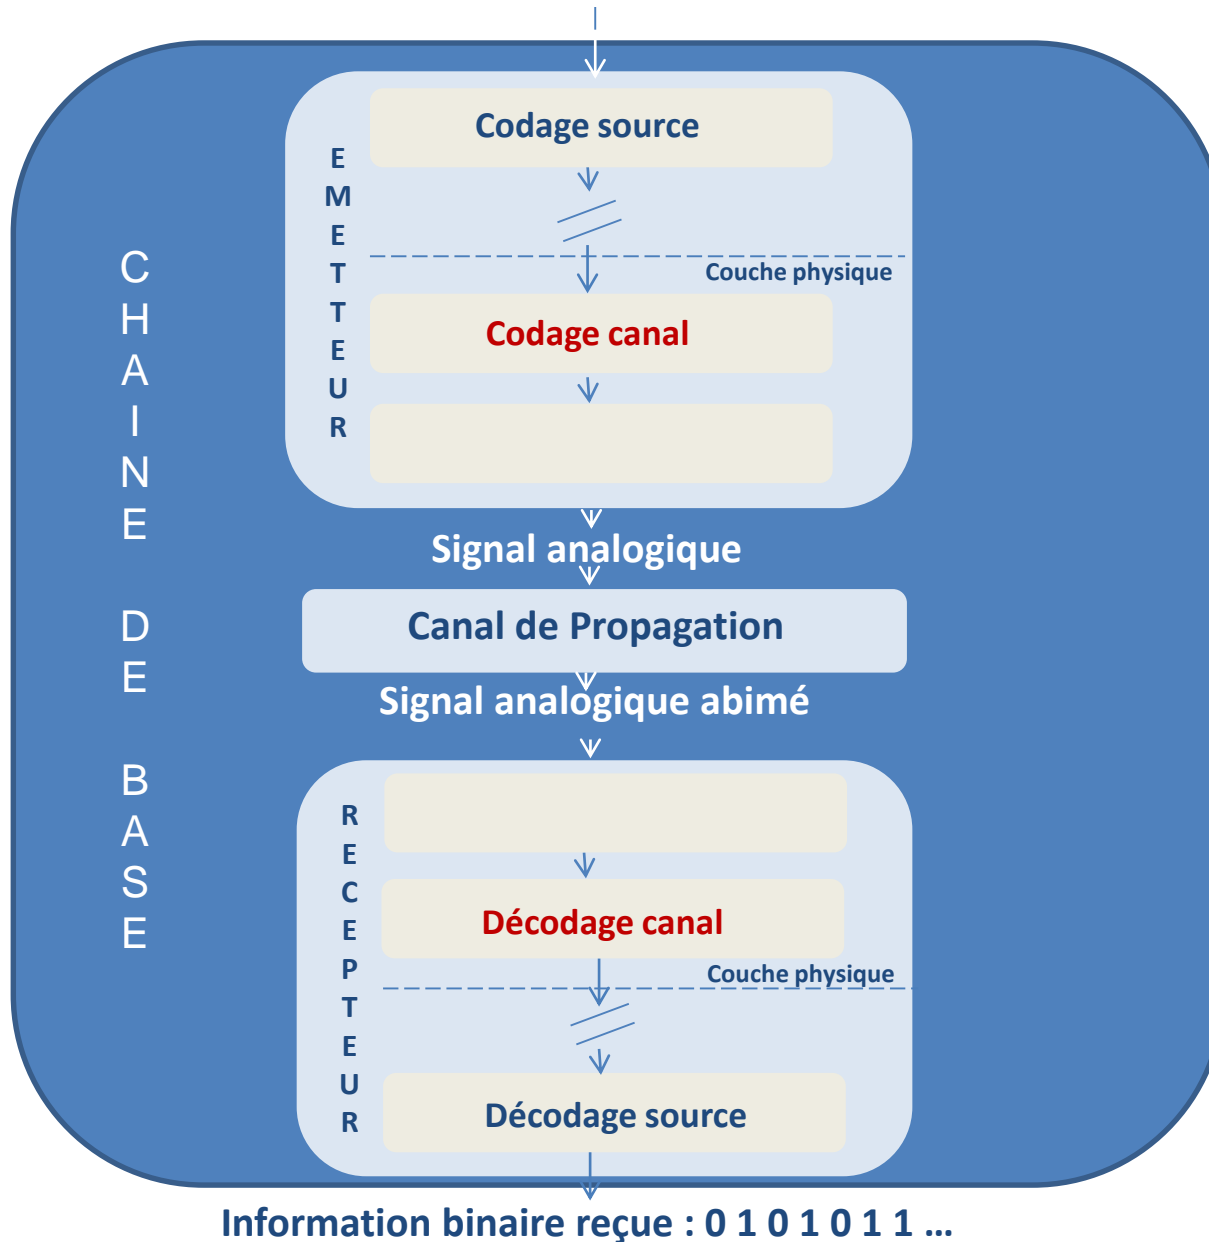 CHAINE DE BASE
EMETTEUR
Codage source
Couche physique
Codage canal
Signal analogique
Canal de Propagation
Signal analogique abimé
RECEPTEUR
Décodage canal
Couche physique
Décodage source
Information binaire reçue : 0 1 0 1 0 1 1 ...